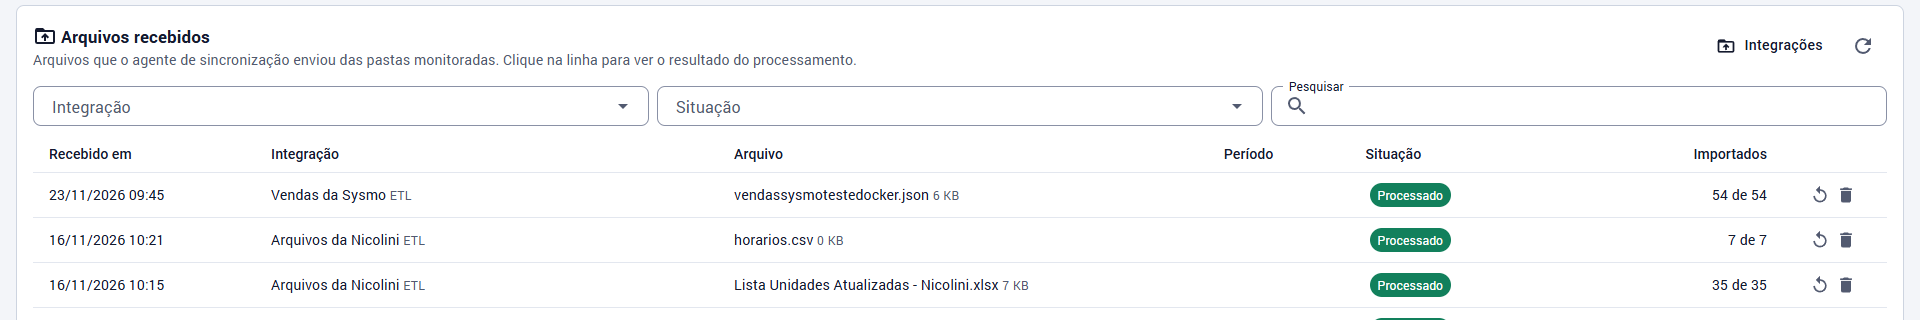 Arquivos recebidos
Arquivos que o agente de sincronização enviou das pastas monitoradas. Clique na linha para ver o resultado do processamento.
Integrações
Integração
Situação
Pesquisar
Recebido em Integração Arquivo Período Situação Importados
23/11/2026 09:45 Vendas da Sysmo ETL vendassysmotestedocker.json 6 KB Processado 54 de 54
16/11/2026 10:21 Arquivos da Nicolini ETL horarios.csv 0 KB Processado 7 de 7
16/11/2026 10:15 Arquivos da Nicolini ETL Lista Unidades Atualizadas - Nicolini.xlsx 7 KB Processado 35 de 35